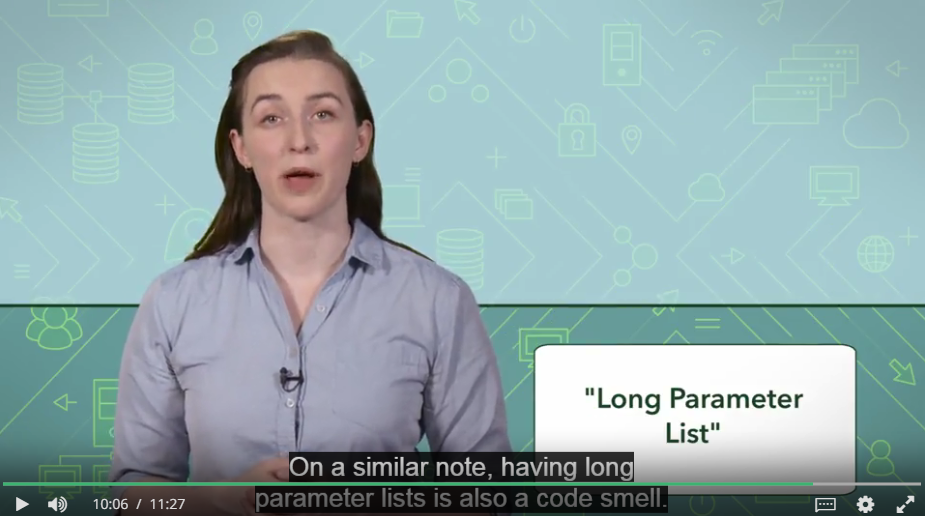 "Long Parameter
List"
On a similar note, having long
parameter lists is also a code smell.
10:06 / 11:27